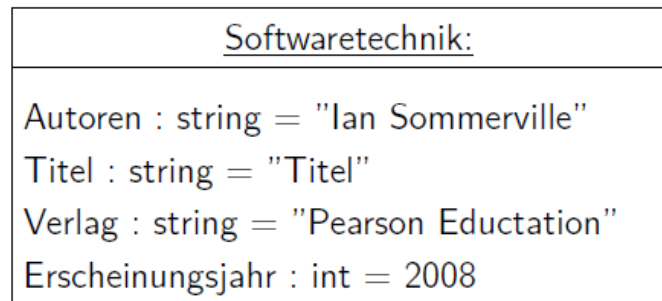 Softwaretechnik:
Autoren : string = ”Ian Sommerville”
Titel : string = ”Titel”
Verlag : string = ”Pearson Eductation”
Erscheinungsjahr : int = 2008